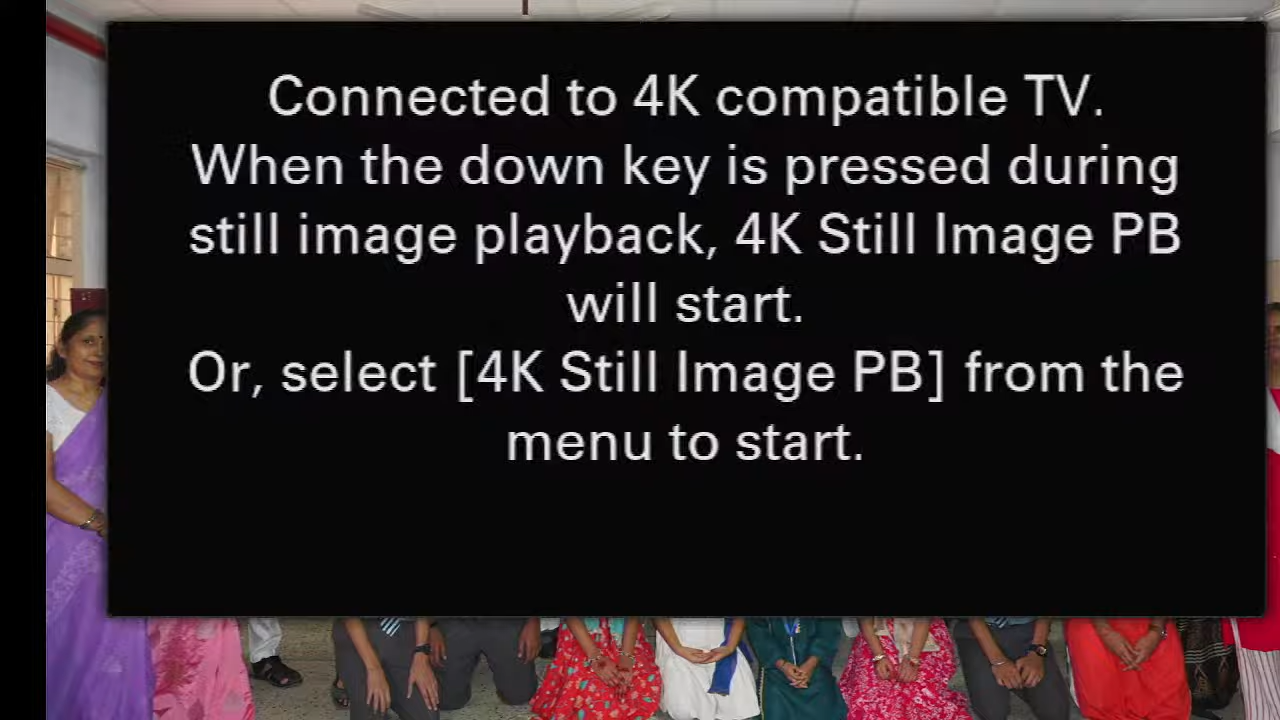 Connected to 4K compatible TV.
When the down key is pressed during
still image playback, 4K Still Image PB
will start.
Or, select [4K Still Image PB] from the
menu to start.